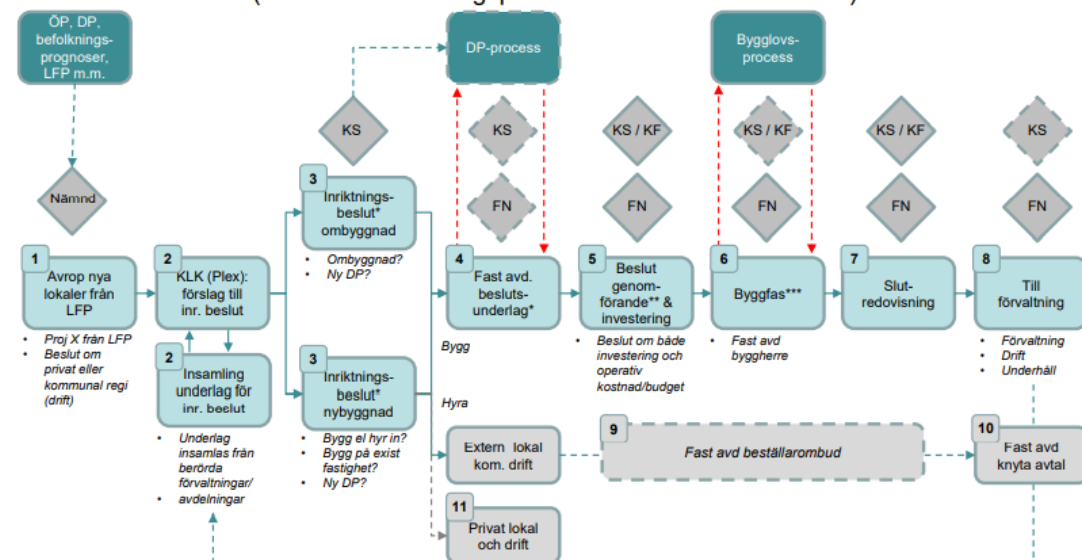 ÖP, DP,
befolknings-
prognoser,
LFP m.m.
DP-process
Bygglovs-
process
KS
KS
KS / KF
KS / KF
KS / KF
KS
Nämnd
FN
FN
FN
FN
FN
1
Avrop nya
lokaler från
LFP
• Proj X från LFP
• Beslut om
privat eller
kommunal regi
(drift)
2
KLK (Plex):
förslag till
inr. beslut
2
Insamling
underlag för
inr. beslut
• Underlag
insamlas från
berörda
förvaltningar/
• avdelningar
3
Inriktnings-
beslut*
ombyggnad
• Ombyggnad?
• Ny DP?
3
Inriktnings-
beslut*
nybyggnad
• Bygg el hyr in?
• Bygg på exist
fastighet?
• Ny DP?
4
Fast avd.
besluts-
underlag*
Bygg
Hyra
5
Beslut
genom-
förande** &
investering
• Beslut om både
investering och
operativ
kostnad/budget
6
Byggfas***
• Fast avd
byggherre
7
Slut-
redovisning
8
Till
förvaltning
• Förvaltning
• Drift
• Underhåll
Extern lokal
kom. drift
9
Fast avd beställarombud
10
Fast avd
knyta avtal
11
Privat lokal
och drift